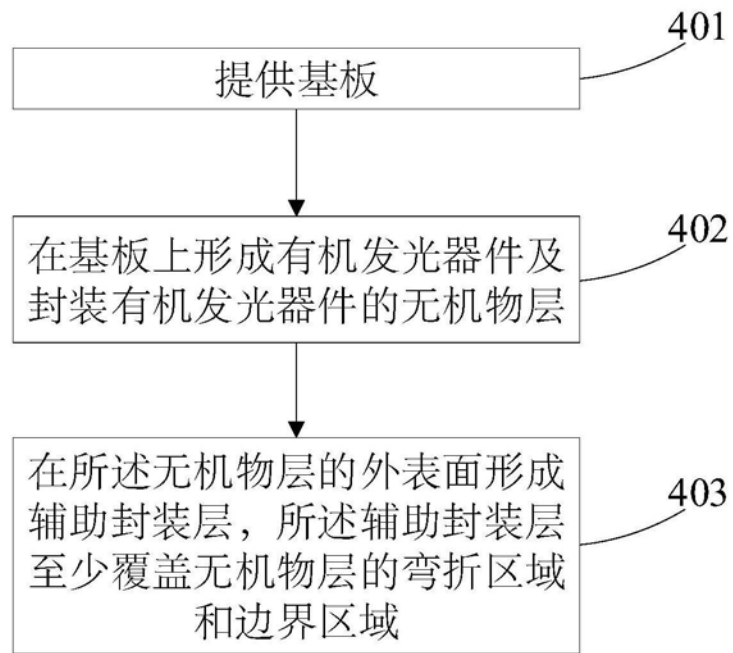 401
提供基板
402
在基板上形成有机发光器件及
封装有机发光器件的无机物层
403
在所述无机物层的外表面形成
辅助封装层，所述辅助封装层
至少覆盖无机物层的弯折区域
和边界区域